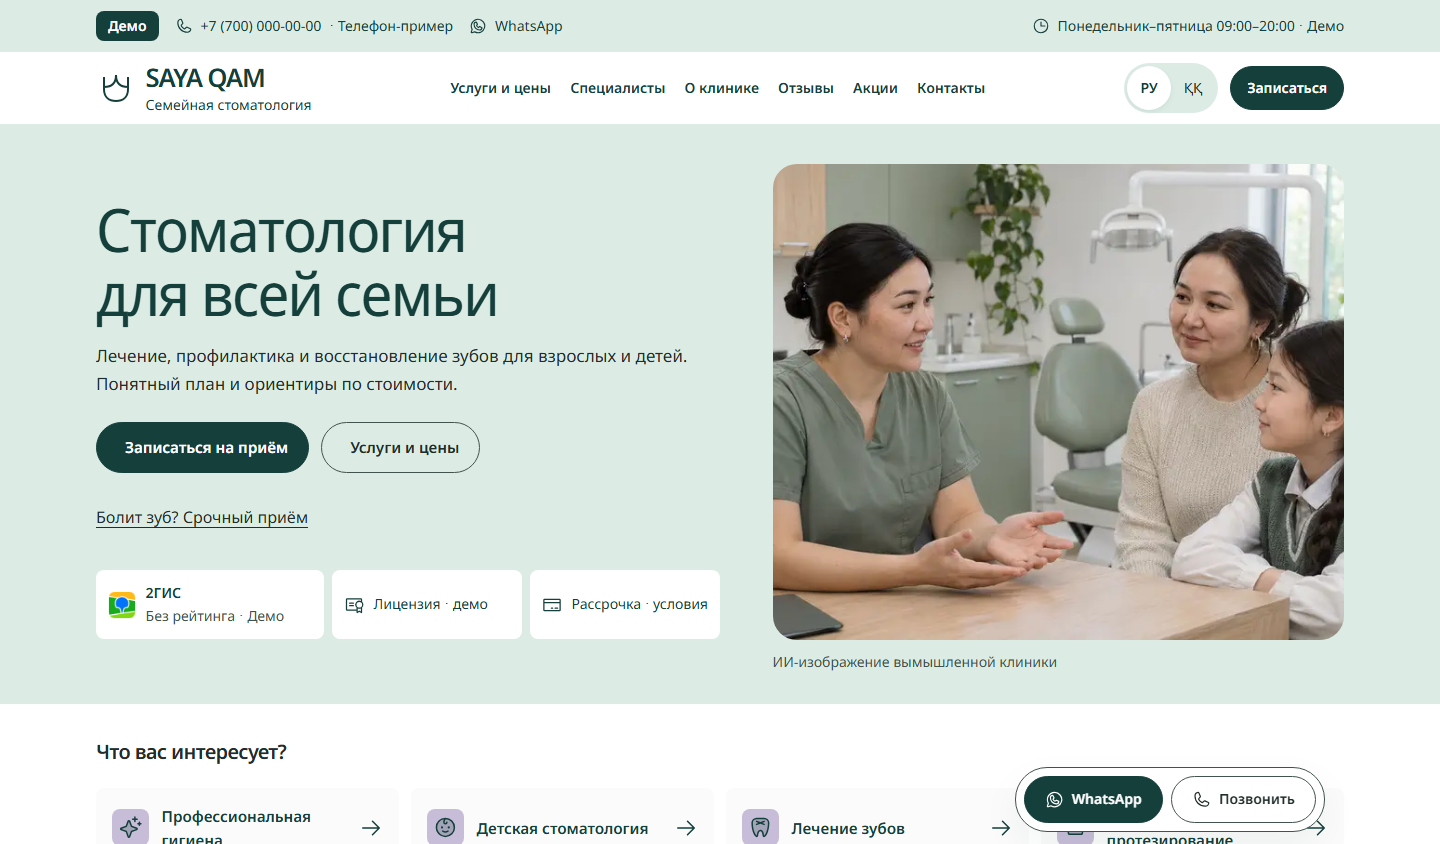 Демо
+7 (700) 000-00-00 · Телефон-пример
WhatsApp
Понедельник–пятница 09:00–20:00 · Демо
SAYA QAM
Семейная стоматология
Услуги и цены
Специалисты
О клинике
Отзывы
Акции
Контакты
РУ
ҚҚ
Записаться
Стоматология
для всей семьи
Лечение, профилактика и восстановление зубов для взрослых и детей.
Понятный план и ориентиры по стоимости.
Записаться на приём
Услуги и цены
Болит зуб? Срочный приём
2ГИС
Без рейтинга · Демо
Лицензия · демо
Рассрочка · условия
ИИ-изображение вымышленной клиники
Что вас интересует?
Профессиональная
гигиена
Детская стоматология
Лечение зубов
протезирование
WhatsApp
Позвонить